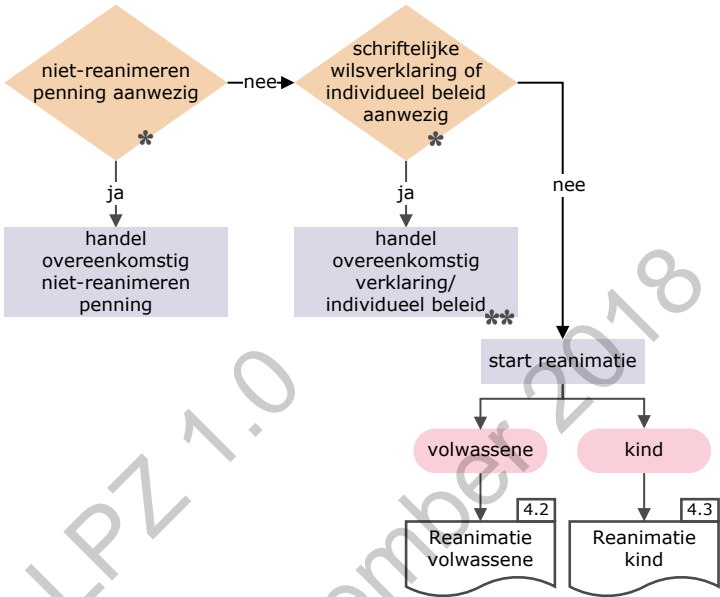 niet-reanimeren
penning aanwezig
*
nee
schriftelijke
wilsverklaring of
individueel beleid
aanwezig
*
nee
ja
ja
handel
overeenkomstig
niet-reanimeren
penning
handel
overeenkomstig
verklaring/
individueel beleid
**
start reanimatie
volwassene
kind
4.2
Reanimatie
volwassene
4.3
Reanimatie
kind
LPZ 1.0
ember 2018